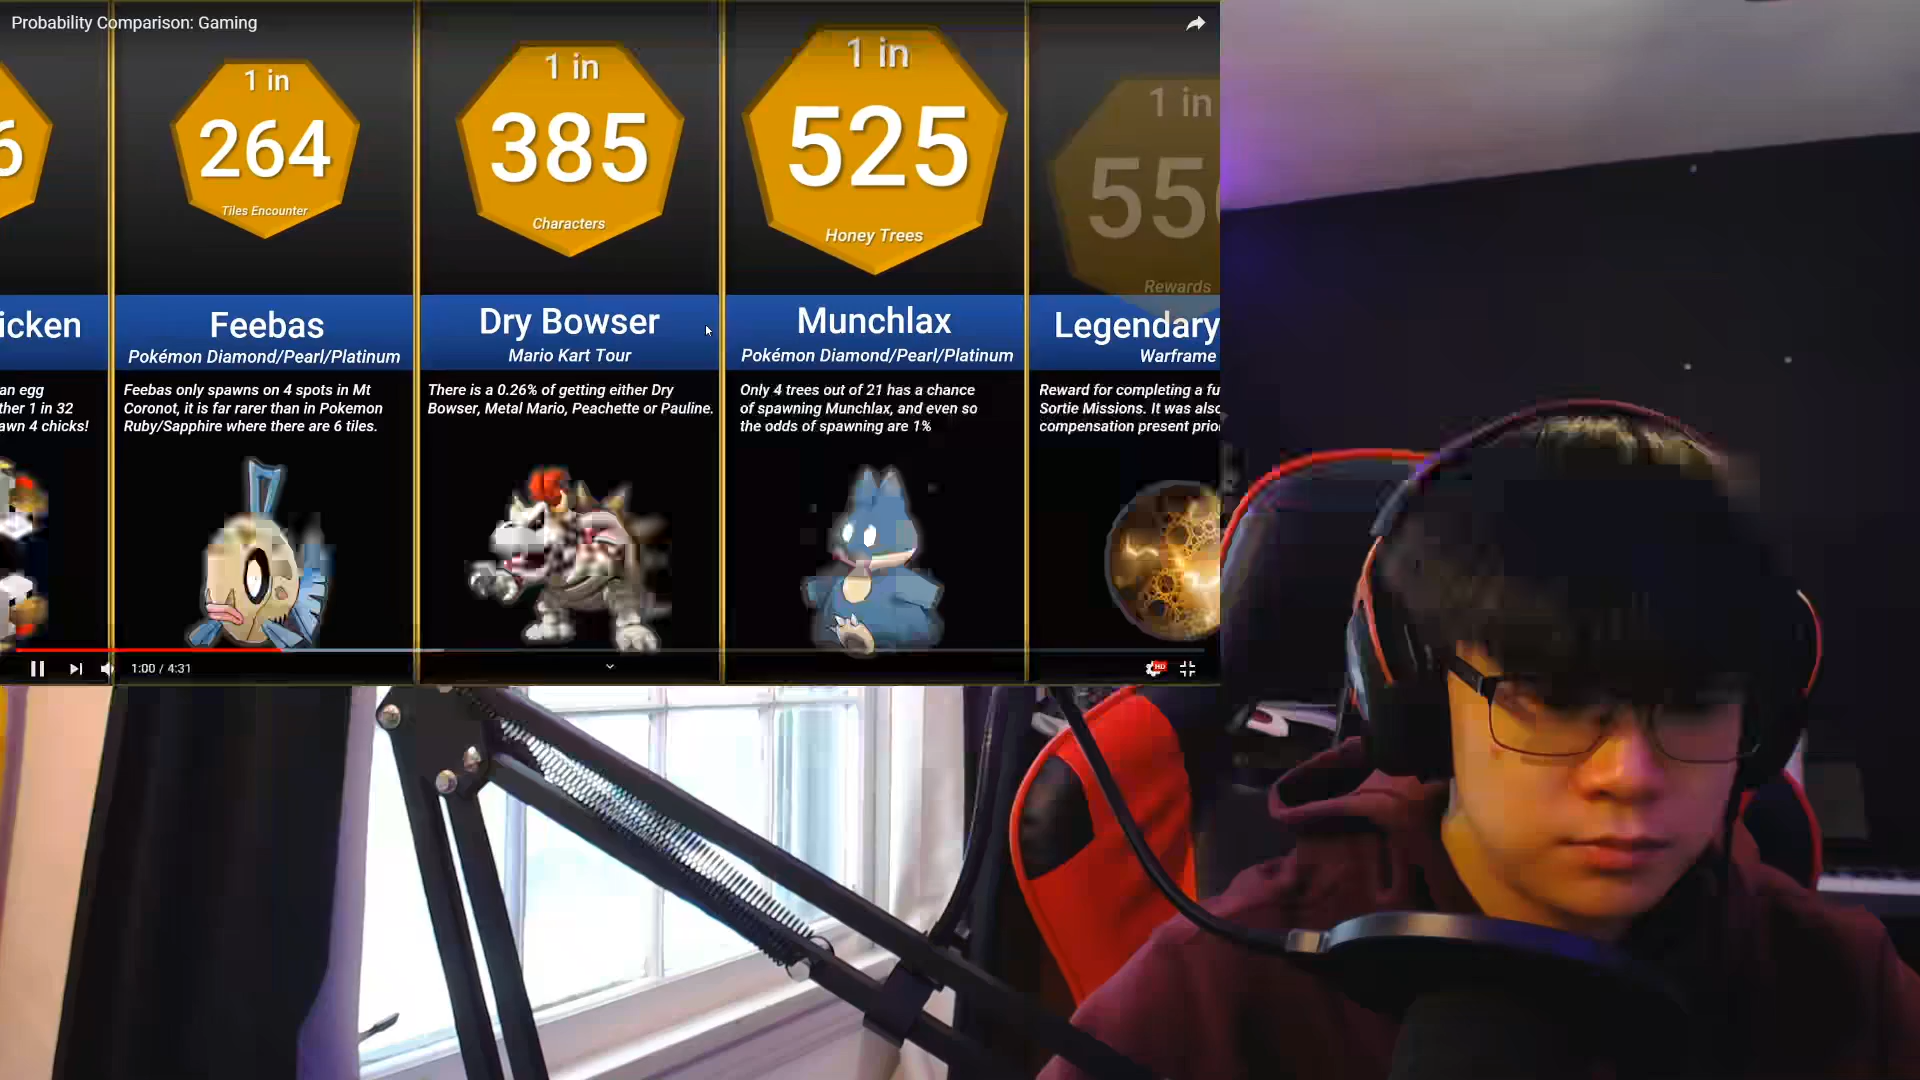 Probability Comparison: Gaming
6
icken
an egg
ther 1 in 32
awn 4 chicks!
1 in
264
Tiles Encounter
Feebas
Pokémon Diamond/Pearl/Platinum
Feebas only spawns on 4 spots in Mt
Coronot, it is far rarer than in Pokemon
Ruby/Sapphire where there are 6 tiles.
1 in
385
Characters
Dry Bowser
Mario Kart Tour
There is a 0.26% of getting either Dry
Bowser, Metal Mario, Peachette or Pauline.
1 in
525
Honey Trees
Munchlax
Pokémon Diamond/Pearl/Platinum
Only 4 trees out of 21 has a chance
of spawning Munchlax, and even so
the odds of spawning are 1%
1 in
55
Rewards
Legendary
Warframe
Reward for completing a fu
Sortie Missions. It was also
compensation present prio
1:00 / 4:31
HD